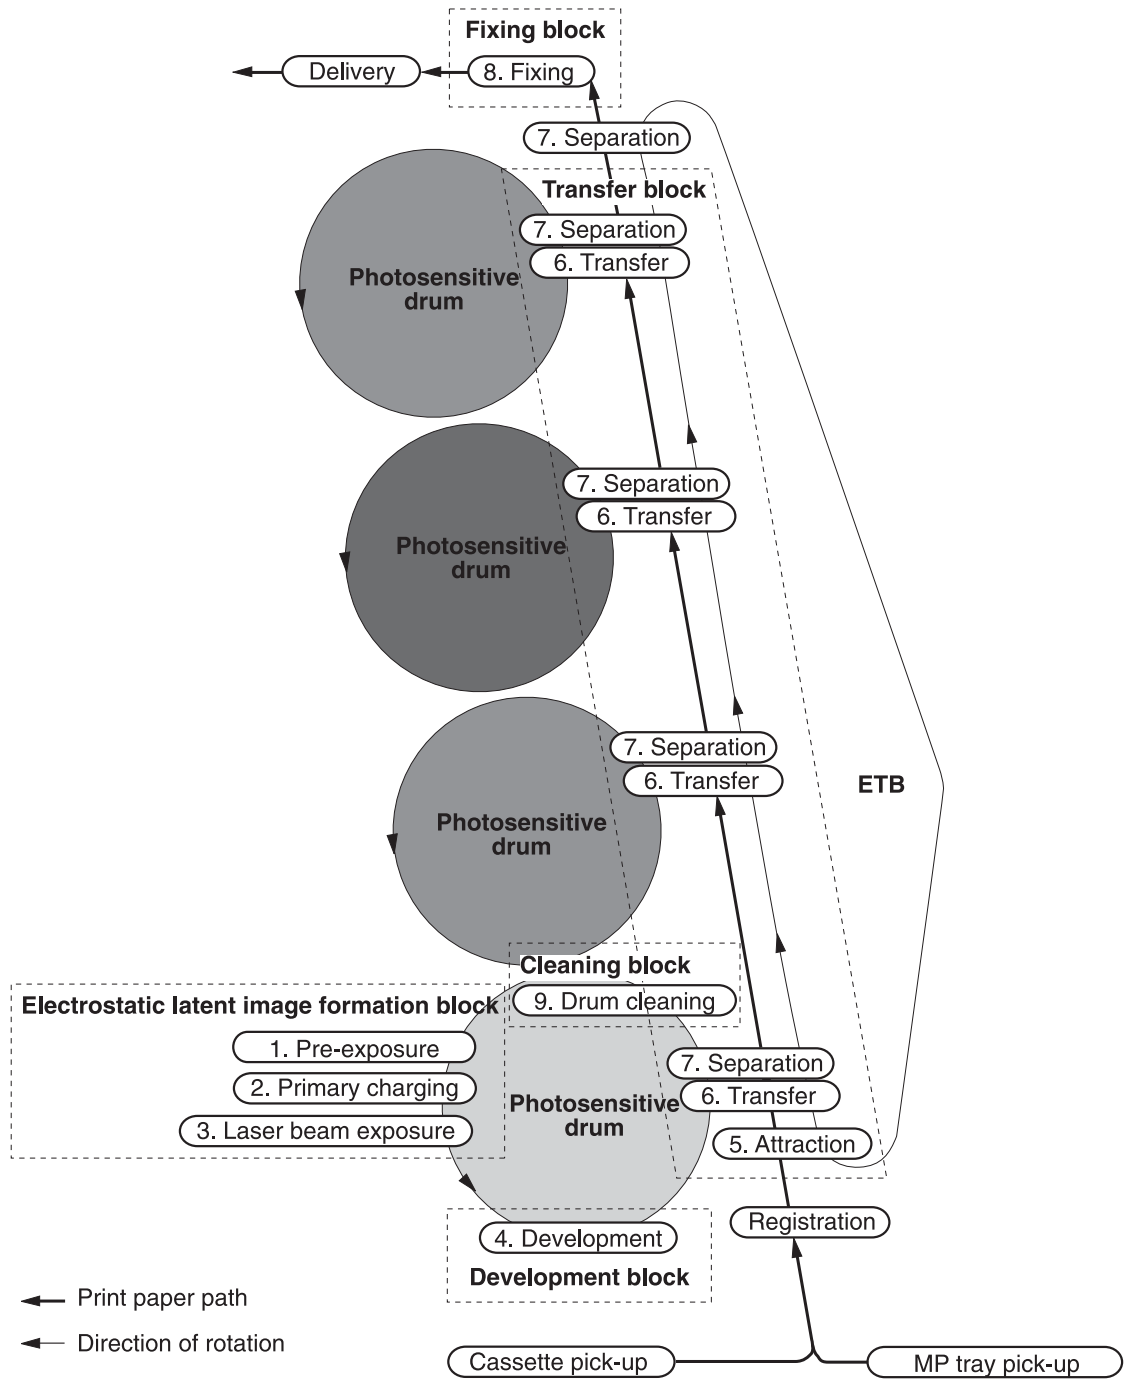 Fixing block
Delivery
8. Fixing
7. Separation
Transfer block
7. Separation
6. Transfer
Photosensitive
drum
7. Separation
6. Transfer
Photosensitive
drum
7. Separation
6. Transfer
ETB
Photosensitive
drum
Cleaning block
9. Drum cleaning
Electrostatic latent image formation block
1. Pre-exposure
2. Primary charging
3. Laser beam exposure
7. Separation
6. Transfer
Photosensitive
drum
5. Attraction
Registration
4. Development
Development block
Print paper path
Direction of rotation
Cassette pick-up
MP tray pick-up